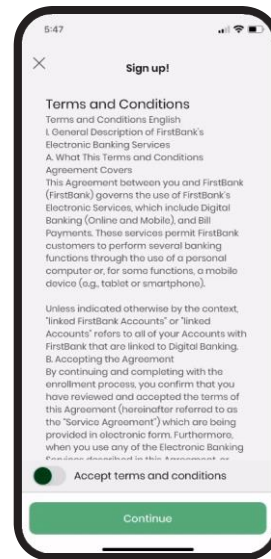 5:47
Sign up!
Terms and Conditions
Terms and Conditions English
I. General Description of FirstBank's
Electronic Banking Services
A. What This Terms and Conditions
Agreement Covers
This Agreement between you and FirstBank
(FirstBank) governs the use of FirstBank's
Electronic Services, which include Digital
Banking (Online and Mobile), and Bill
Payments. These services permit FirstBank
customers to perform several banking
functions through the use of a personal
computer or, for some functions, a mobile
device (e.g., tablet or smartphone).
Unless indicated otherwise by the context,
"linked FirstBank Accounts" or "linked
Accounts" refers to all of your Accounts with
FirstBank that are linked to Digital Banking.
B. Accepting the Agreement
By continuing and completing with the
enrollment process, you confirm that you
have reviewed and accepted the terms of
this Agreement (hereinafter referred to as
the "Service Agreement") which are being
provided in electronic form. Furthermore,
when you use any of the Electronic Banking
Services described in this Agreement, or
Accept terms and conditions
Continue